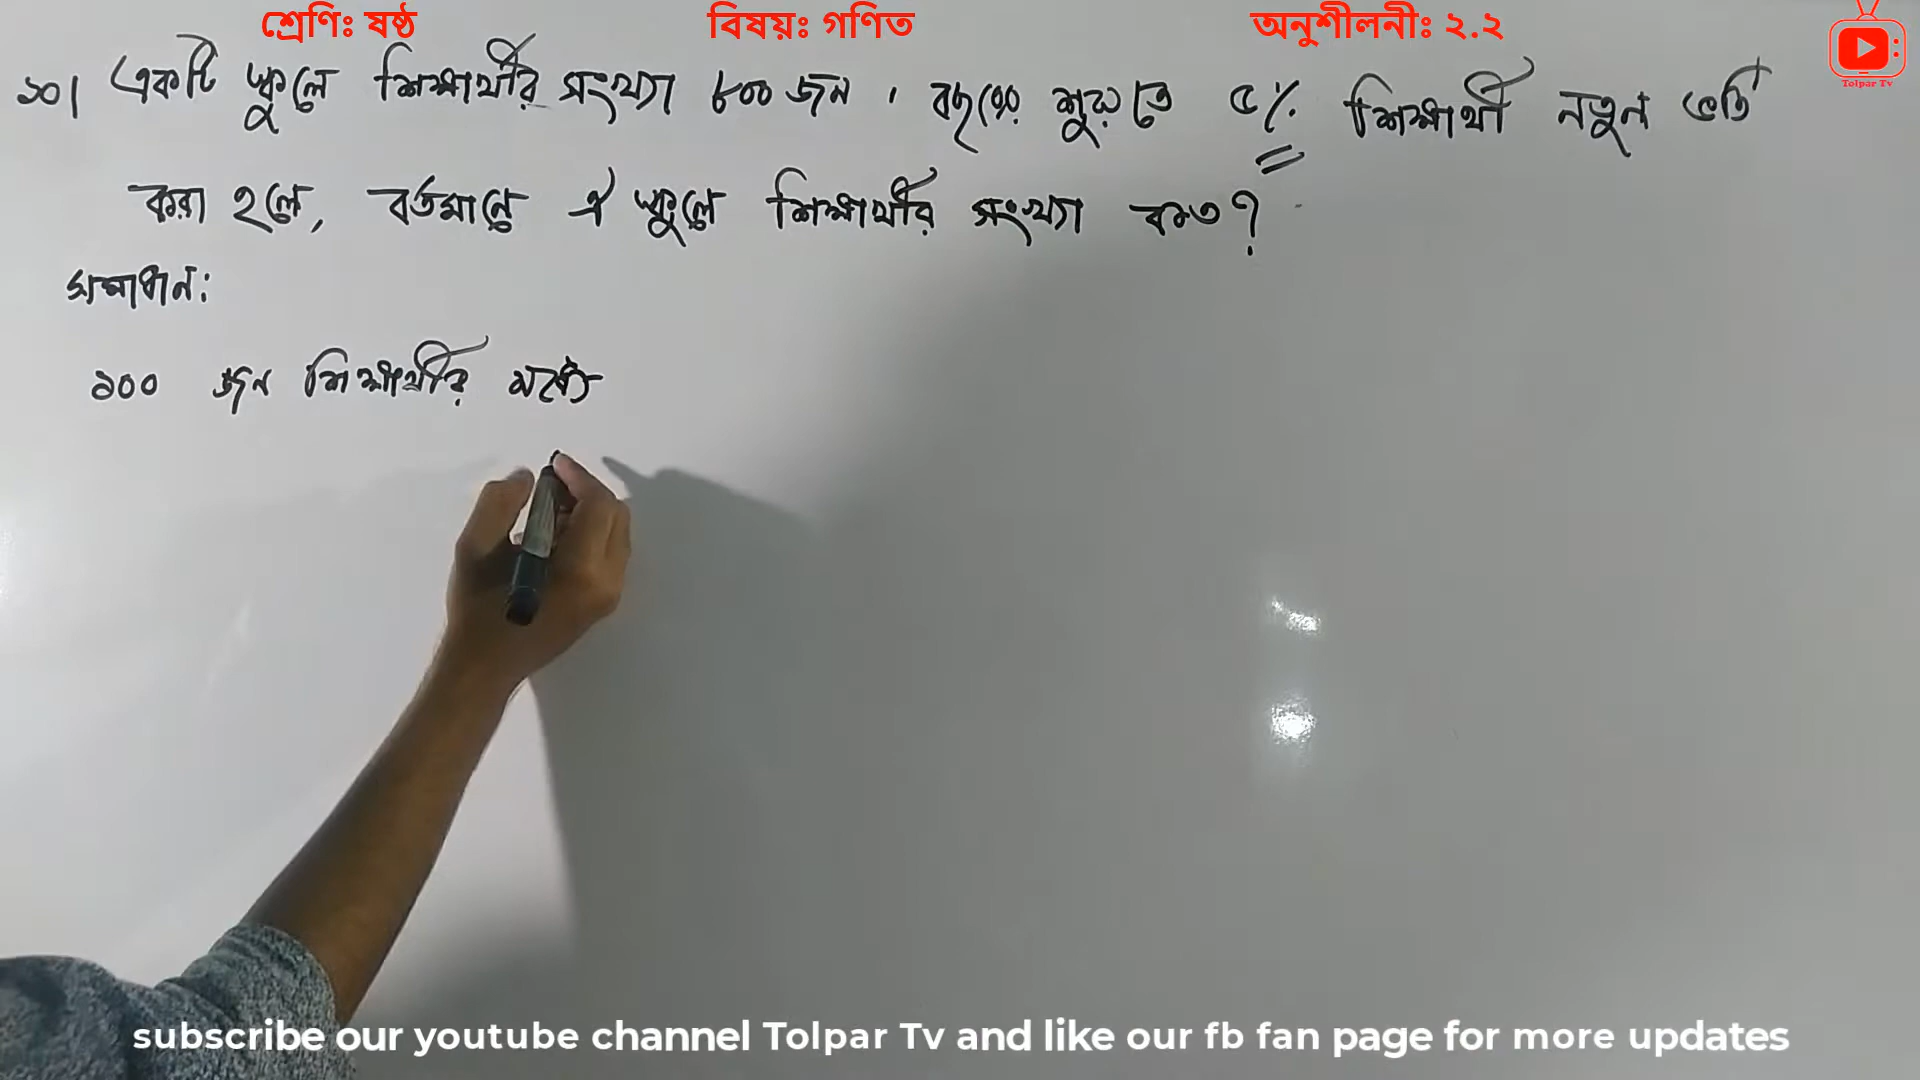 শ্রেণিঃ ষষ্ঠ বিষয়ঃ গণিত অনুশীলনীঃ ২.২
Tolpar Tv
১০। একটি স্কুলে শিক্ষার্থীর সংখ্যা ৮০০ জন। বছরের শুরুতে ৫% শিক্ষার্থী নতুন ভর্তি
করা হলে, বর্তমানে ঐ স্কুলে শিক্ষার্থীর সংখ্যা কত?
সমাধান:
১০০ জন শিক্ষার্থীর মধ্যে
subscribe our youtube channel Tolpar Tv and like our fb fan page for more updates